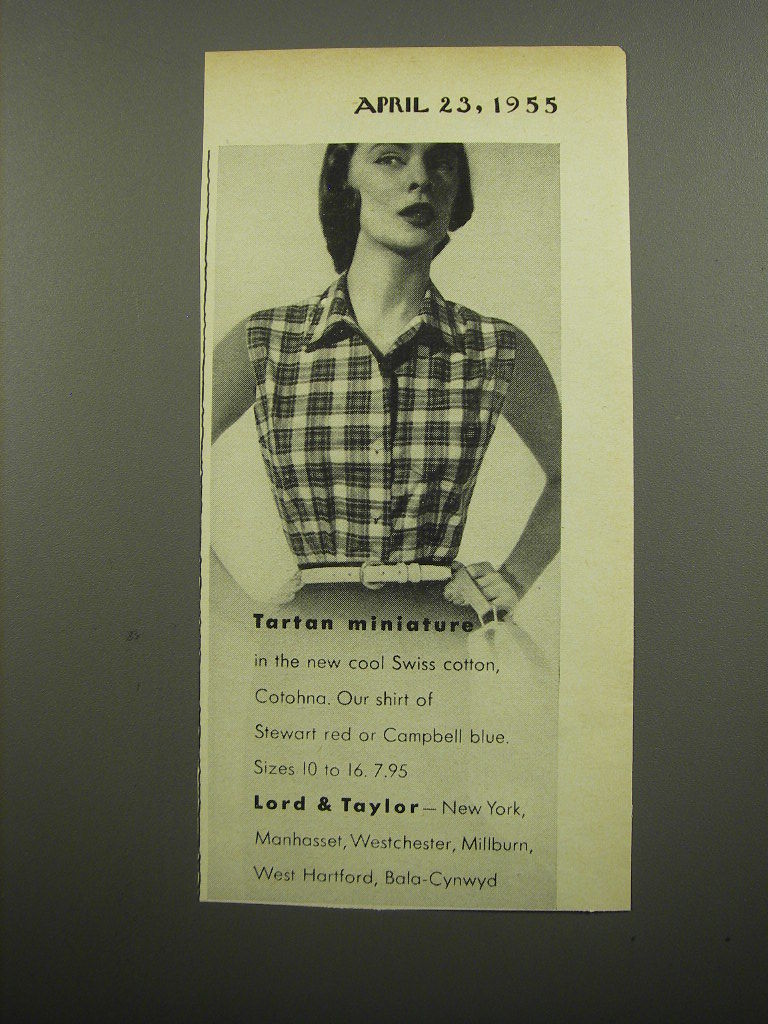 APRIL 23, 1955
Tartan miniature
in the new cool Swiss cotton,
Cotohna. Our shirt of
Stewart red or Campbell blue.
Sizes 10 to 16. 7.95
Lord & Taylor — New York,
Manhasset, Westchester, Millburn,
West Hartford, Bala-Cynwyd